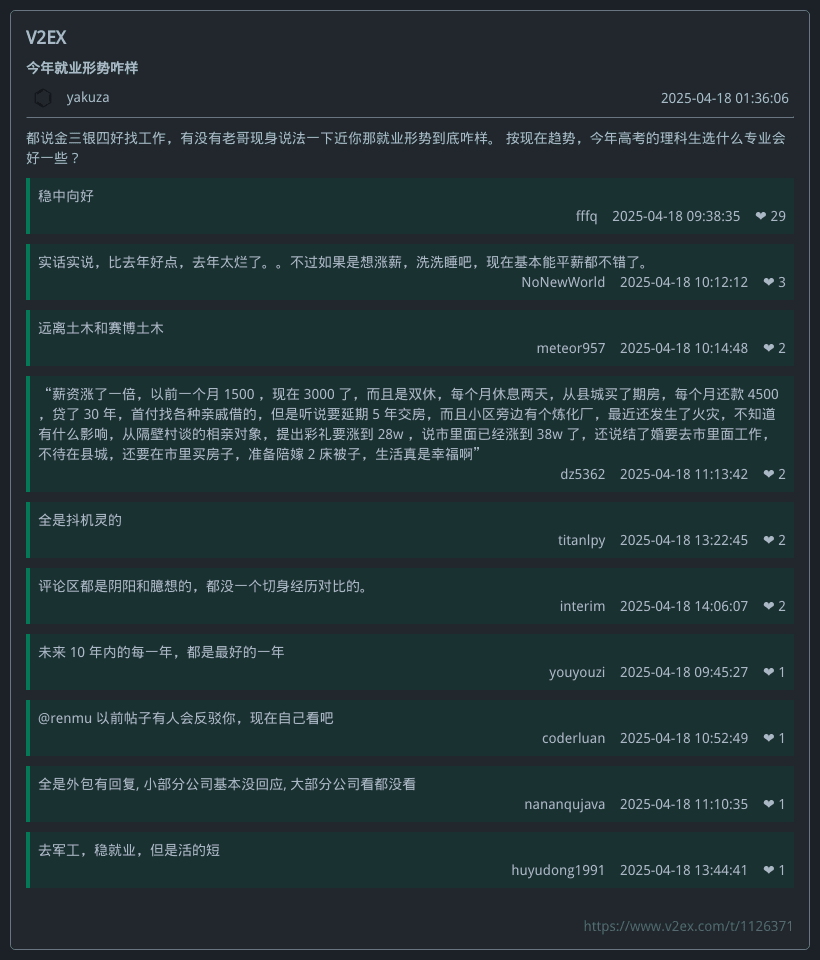 V2EX
今年就业形势咋样
yakuza
2025-04-18 01:36:06
都说金三银四好找工作，有没有老哥现身说法一下近你那就业形势到底咋样。 按现在趋势，今年高考的理科生选什么专业会
好一些？
稳中向好
fffq 2025-04-18 09:38:35 ❤ 29
实话实说，比去年好点，去年太烂了。。不过如果是想涨薪，洗洗睡吧，现在基本能平薪都不错了。
NoNewWorld 2025-04-18 10:12:12 ❤ 3
远离土木和赛博土木
meteor957 2025-04-18 10:14:48 ❤ 2
“薪资涨了一倍，以前一个月 1500 ，现在 3000 了，而且是双休，每个月休息两天，从县城买了期房，每个月还款 4500
，贷了 30 年，首付找各种亲戚借的，但是听说要延期 5 年交房，而且小区旁边有个炼化厂，最近还发生了火灾，不知道
有什么影响，从隔壁村谈的相亲对象，提出彩礼要涨到 28w ，说市里面已经涨到 38w 了，还说结了婚要去市里面工作，
不待在县城，还要在市里买房子，准备陪嫁 2 床被子，生活真是幸福啊”
dz5362 2025-04-18 11:13:42 ❤ 2
全是抖机灵的
titanlpy 2025-04-18 13:22:45 ❤ 2
评论区都是阴阳和臆想的，都没一个切身经历对比的。
interim 2025-04-18 14:06:07 ❤ 2
未来 10 年内的每一年，都是最好的一年
youyouzi 2025-04-18 09:45:27 ❤ 1
@renmu 以前帖子有人会反驳你，现在自己看吧
coderluan 2025-04-18 10:52:49 ❤ 1
全是外包有回复, 小部分公司基本没回应, 大部分公司看都没看
nananqujava 2025-04-18 11:10:35 ❤ 1
去军工，稳就业，但是活的短
huyudong1991 2025-04-18 13:44:41 ❤ 1
https://www.v2ex.com/t/1126371